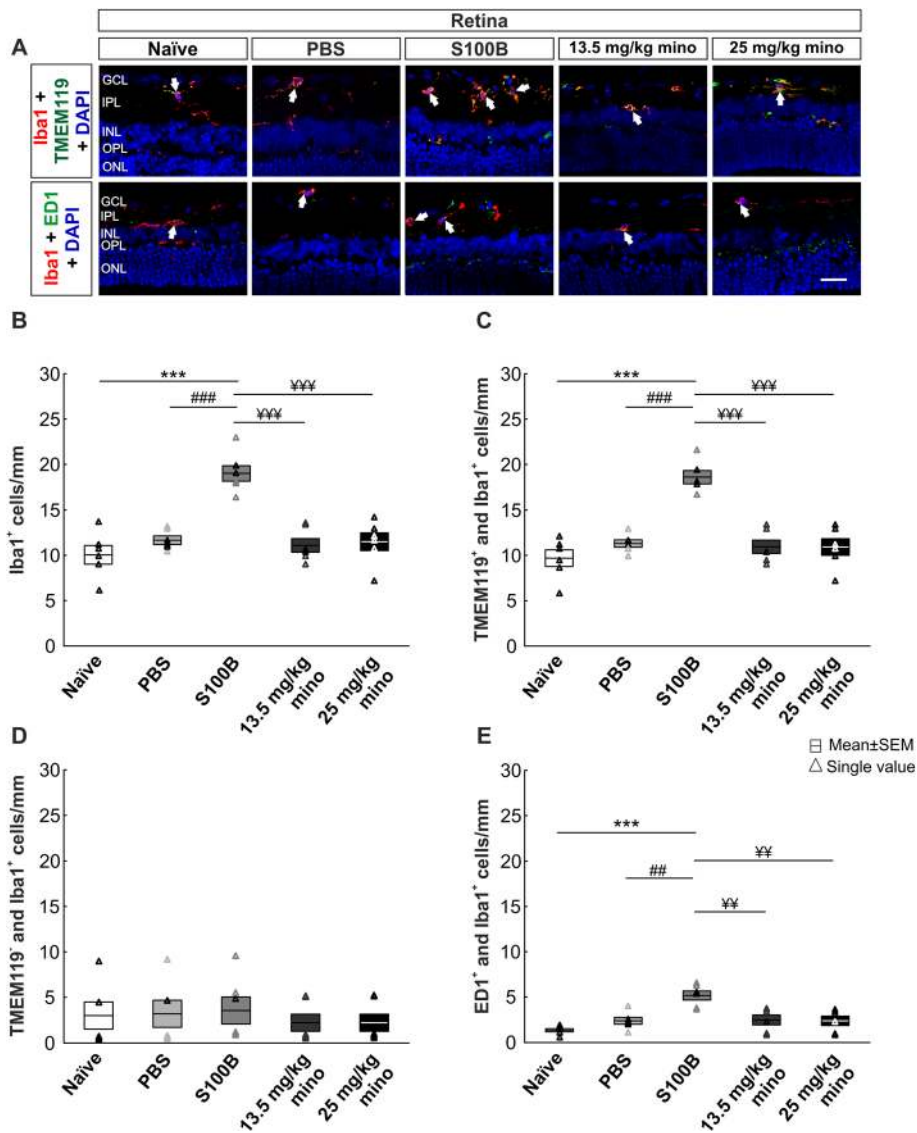 Retina
A
Naïve
PBS
S100B
13.5 mg/kg mino
25 mg/kg mino
Iba1 +
TMEM119
+ DAPI
GCL
IPL
INL
OPL
ONL
Iba1 + ED1
+ DAPI
GCL
IPL
INL
OPL
ONL
B
Iba1⁺ cells/mm
30
25
20
15
10
5
0
***
###
¥¥¥
¥¥¥
Naïve
PBS
S100B
13.5 mg/kg
mino
25 mg/kg
mino
C
TMEM119⁺ and Iba1⁺ cells/mm
30
25
20
15
10
5
0
***
###
¥¥¥
¥¥¥
Naïve
PBS
S100B
13.5 mg/kg
mino
25 mg/kg
mino
D
TMEM119⁻ and Iba1⁺ cells/mm
30
25
20
15
10
5
0
Naïve
PBS
S100B
13.5 mg/kg
mino
25 mg/kg
mino
E
Mean±SEM
Single value
ED1⁺ and Iba1⁺ cells/mm
30
25
20
15
10
5
0
***
##
¥¥
¥¥
Naïve
PBS
S100B
13.5 mg/kg
mino
25 mg/kg
mino